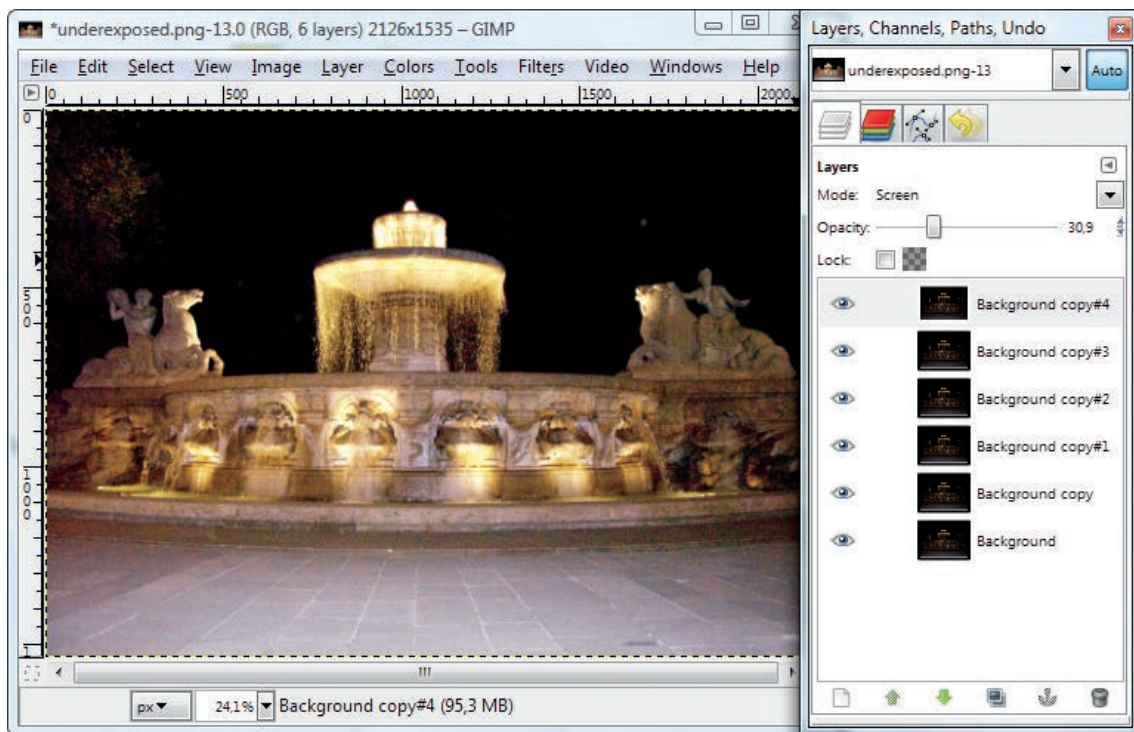 *underexposed.png-13.0 (RGB, 6 layers) 2126x1535 – GIMP
File Edit Select View Image Layer Colors Tools Filters Video Windows Help
0 500 1000 1500 2000
0
500
1000
px 24,1% Background copy#4 (95,3 MB)
Layers, Channels, Paths, Undo
underexposed.png-13 Auto
Layers
Mode: Screen
Opacity: 30,9
Lock:
Background copy#4
Background copy#3
Background copy#2
Background copy#1
Background copy
Background